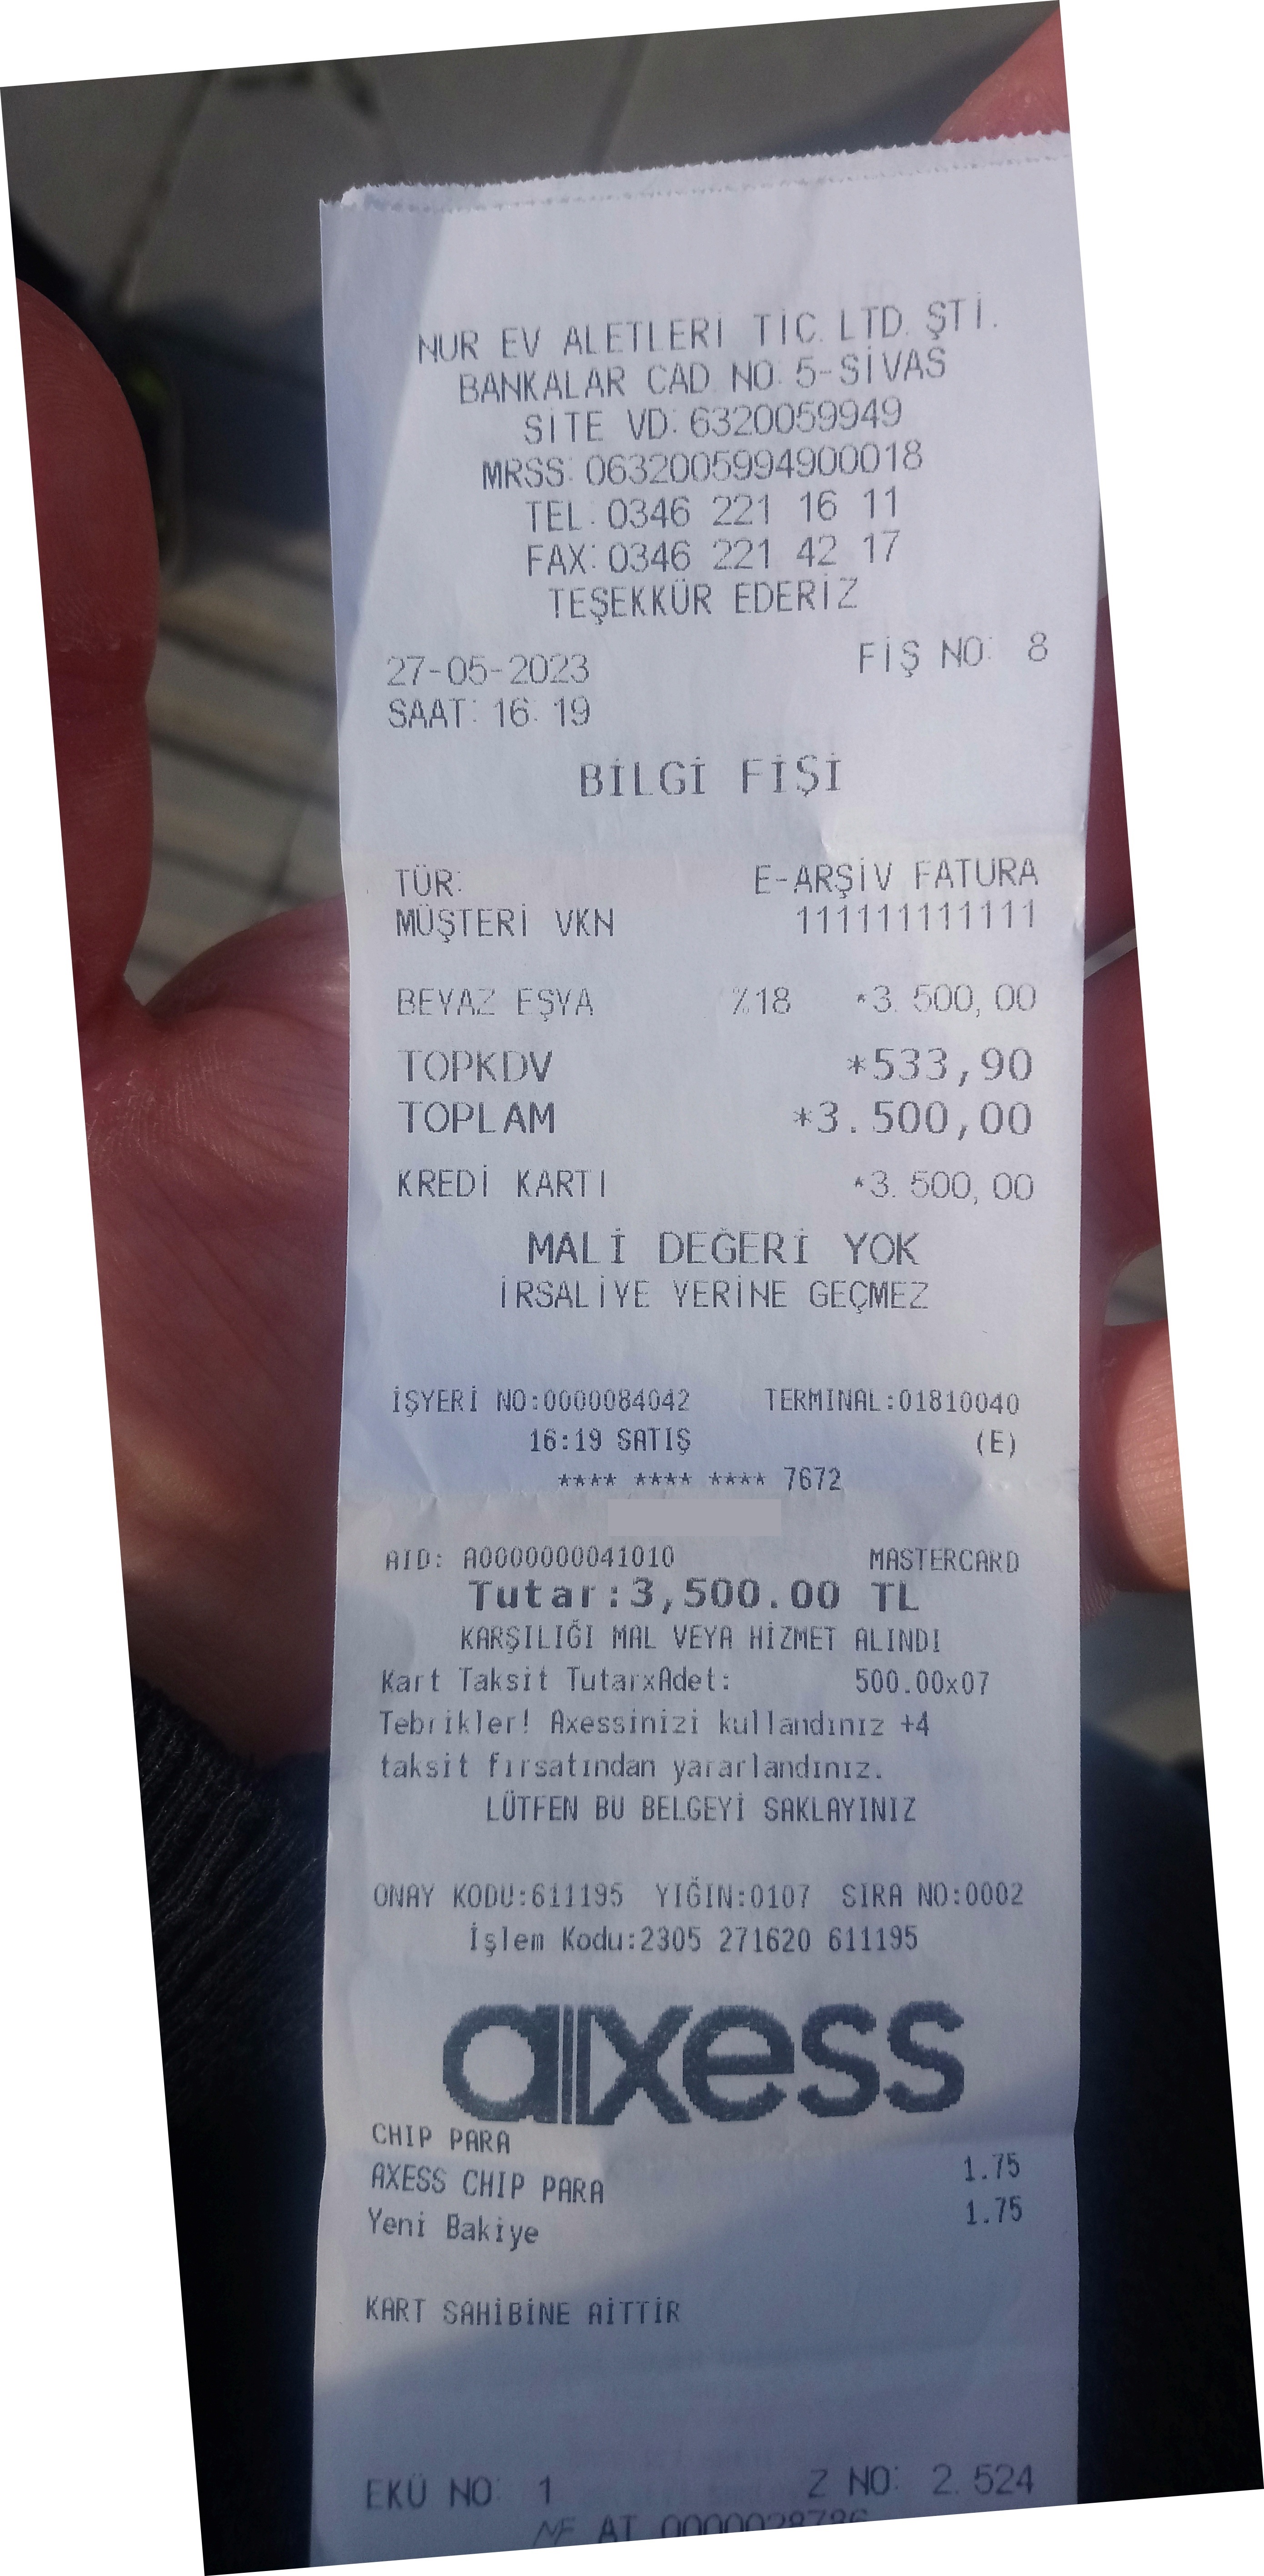 NUR EV ALETLERİ TİC. LTD. ŞTİ.
BANKALAR CAD. NO: 5-SİVAS
SİTE VD: 6320059949
MRSS: 0632005994900018
TEL: 0346 221 16 11
FAX: 0346 221 42 17
TEŞEKKÜR EDERİZ
27-05-2023 FİŞ NO: 8
SAAT: 16:19
BİLGİ FİŞİ
TÜR: E-ARŞİV FATURA
MÜŞTERİ VKN 111111111111
BEYAZ EŞYA %18 *3.500,00
TOPKDV *533,90
TOPLAM *3.500,00
KREDİ KARTI *3.500,00
MALİ DEĞERİ YOK
İRSALİYE YERİNE GEÇMEZ
İŞYERİ NO:0000084042 TERMINAL:01810040
16:19 SATIŞ (E)
**** **** **** 7672
AID: A0000000041010 MASTERCARD
Tutar:3,500.00 TL
KARŞILIĞI MAL VEYA HİZMET ALINDI
Kart Taksit TutarxAdet: 500.00x07
Tebrikler! Axessinizi kullandınız +4
taksit fırsatından yararlandınız.
LÜTFEN BU BELGEYİ SAKLAYINIZ
ONAY KODU:611195 YIĞIN:0107 SIRA NO:0002
İşlem Kodu:2305 271620 611195
axess
CHIP PARA
AXESS CHIP PARA 1.75
Yeni Bakiye 1.75
KART SAHİBİNE AİTTİR
EKÜ NO: 1 Z NO: 2.524
AT 0000028786